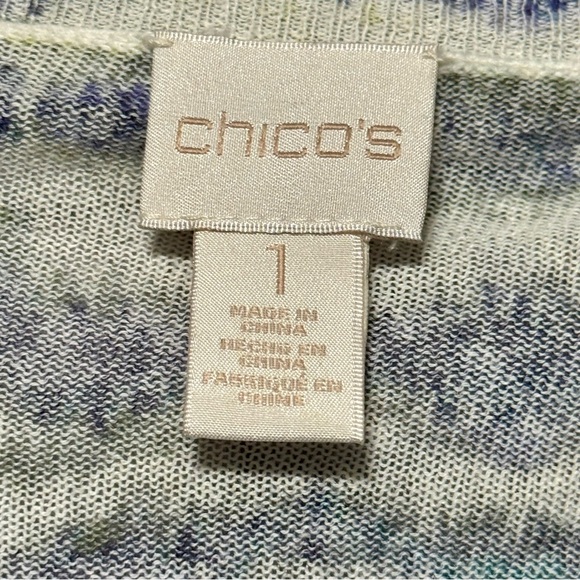 chico's
1
MADE IN
CHINA
HECHO EN
CHINA
FABRIQUÉ EN
CHINE